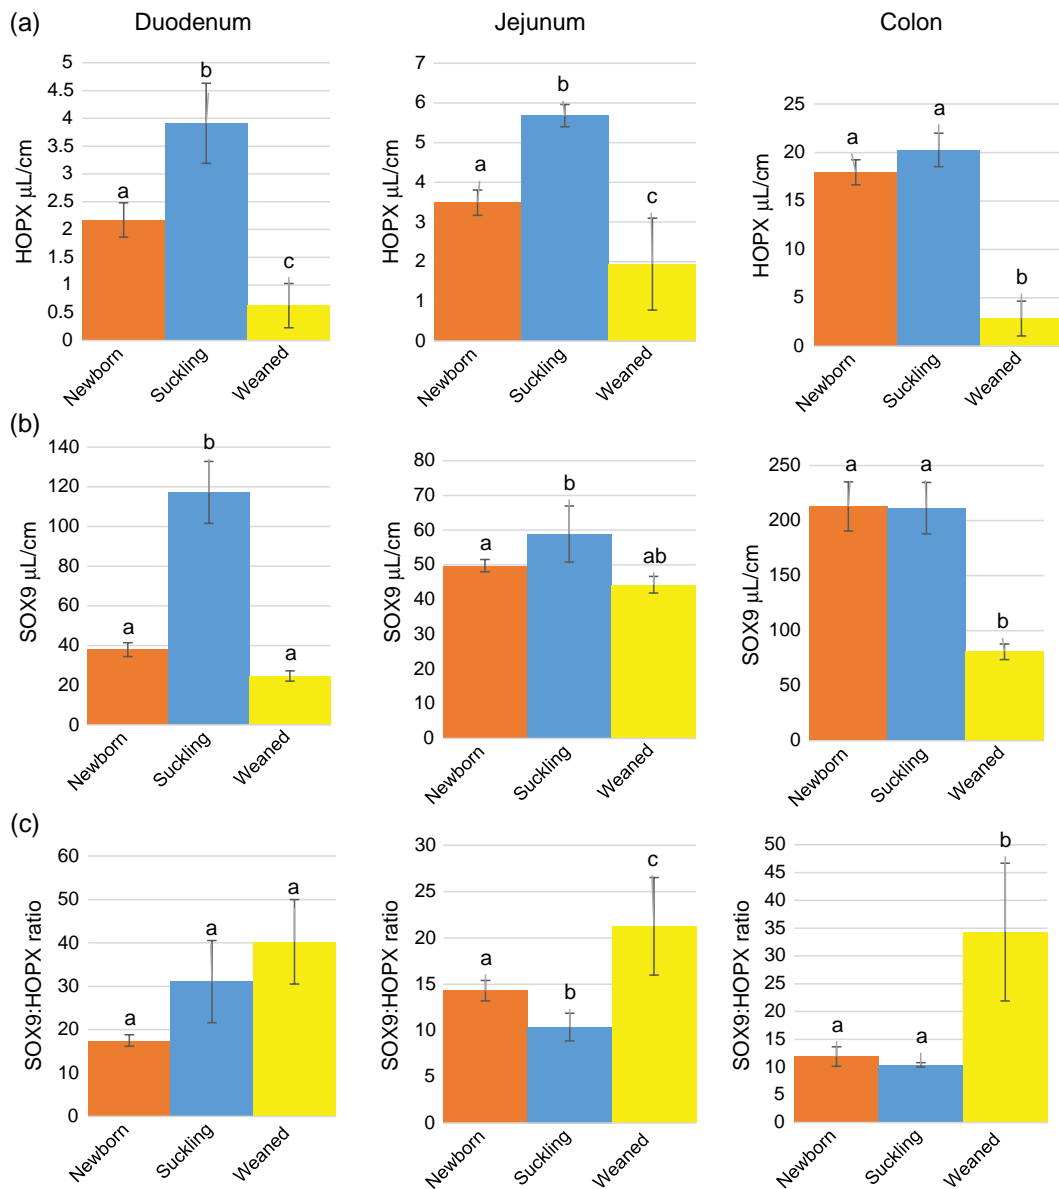 (a)
Duodenum
Jejunum
Colon
HOPX μL/cm
5
4.5
4
3.5
3
2.5
2
1.5
1
0.5
0
a
b
c
Newborn
Suckling
Weaned
HOPX μL/cm
7
6
5
4
3
2
1
0
a
b
c
Newborn
Suckling
Weaned
HOPX μL/cm
25
20
15
10
5
0
a
a
b
Newborn
Suckling
Weaned
(b)
SOX9 μL/cm
140
120
100
80
60
40
20
0
a
b
a
Newborn
Suckling
Weaned
SOX9 μL/cm
80
70
60
50
40
30
20
10
0
a
b
ab
Newborn
Suckling
Weaned
SOX9 μL/cm
250
200
150
100
50
0
a
a
b
Newborn
Suckling
Weaned
(c)
SOX9:HOPX ratio
60
50
40
30
20
10
0
a
a
a
Newborn
Suckling
Weaned
SOX9:HOPX ratio
30
25
20
15
10
5
0
a
b
c
Newborn
Suckling
Weaned
SOX9:HOPX ratio
50
45
40
35
30
25
20
15
10
5
0
a
a
b
Newborn
Suckling
Weaned